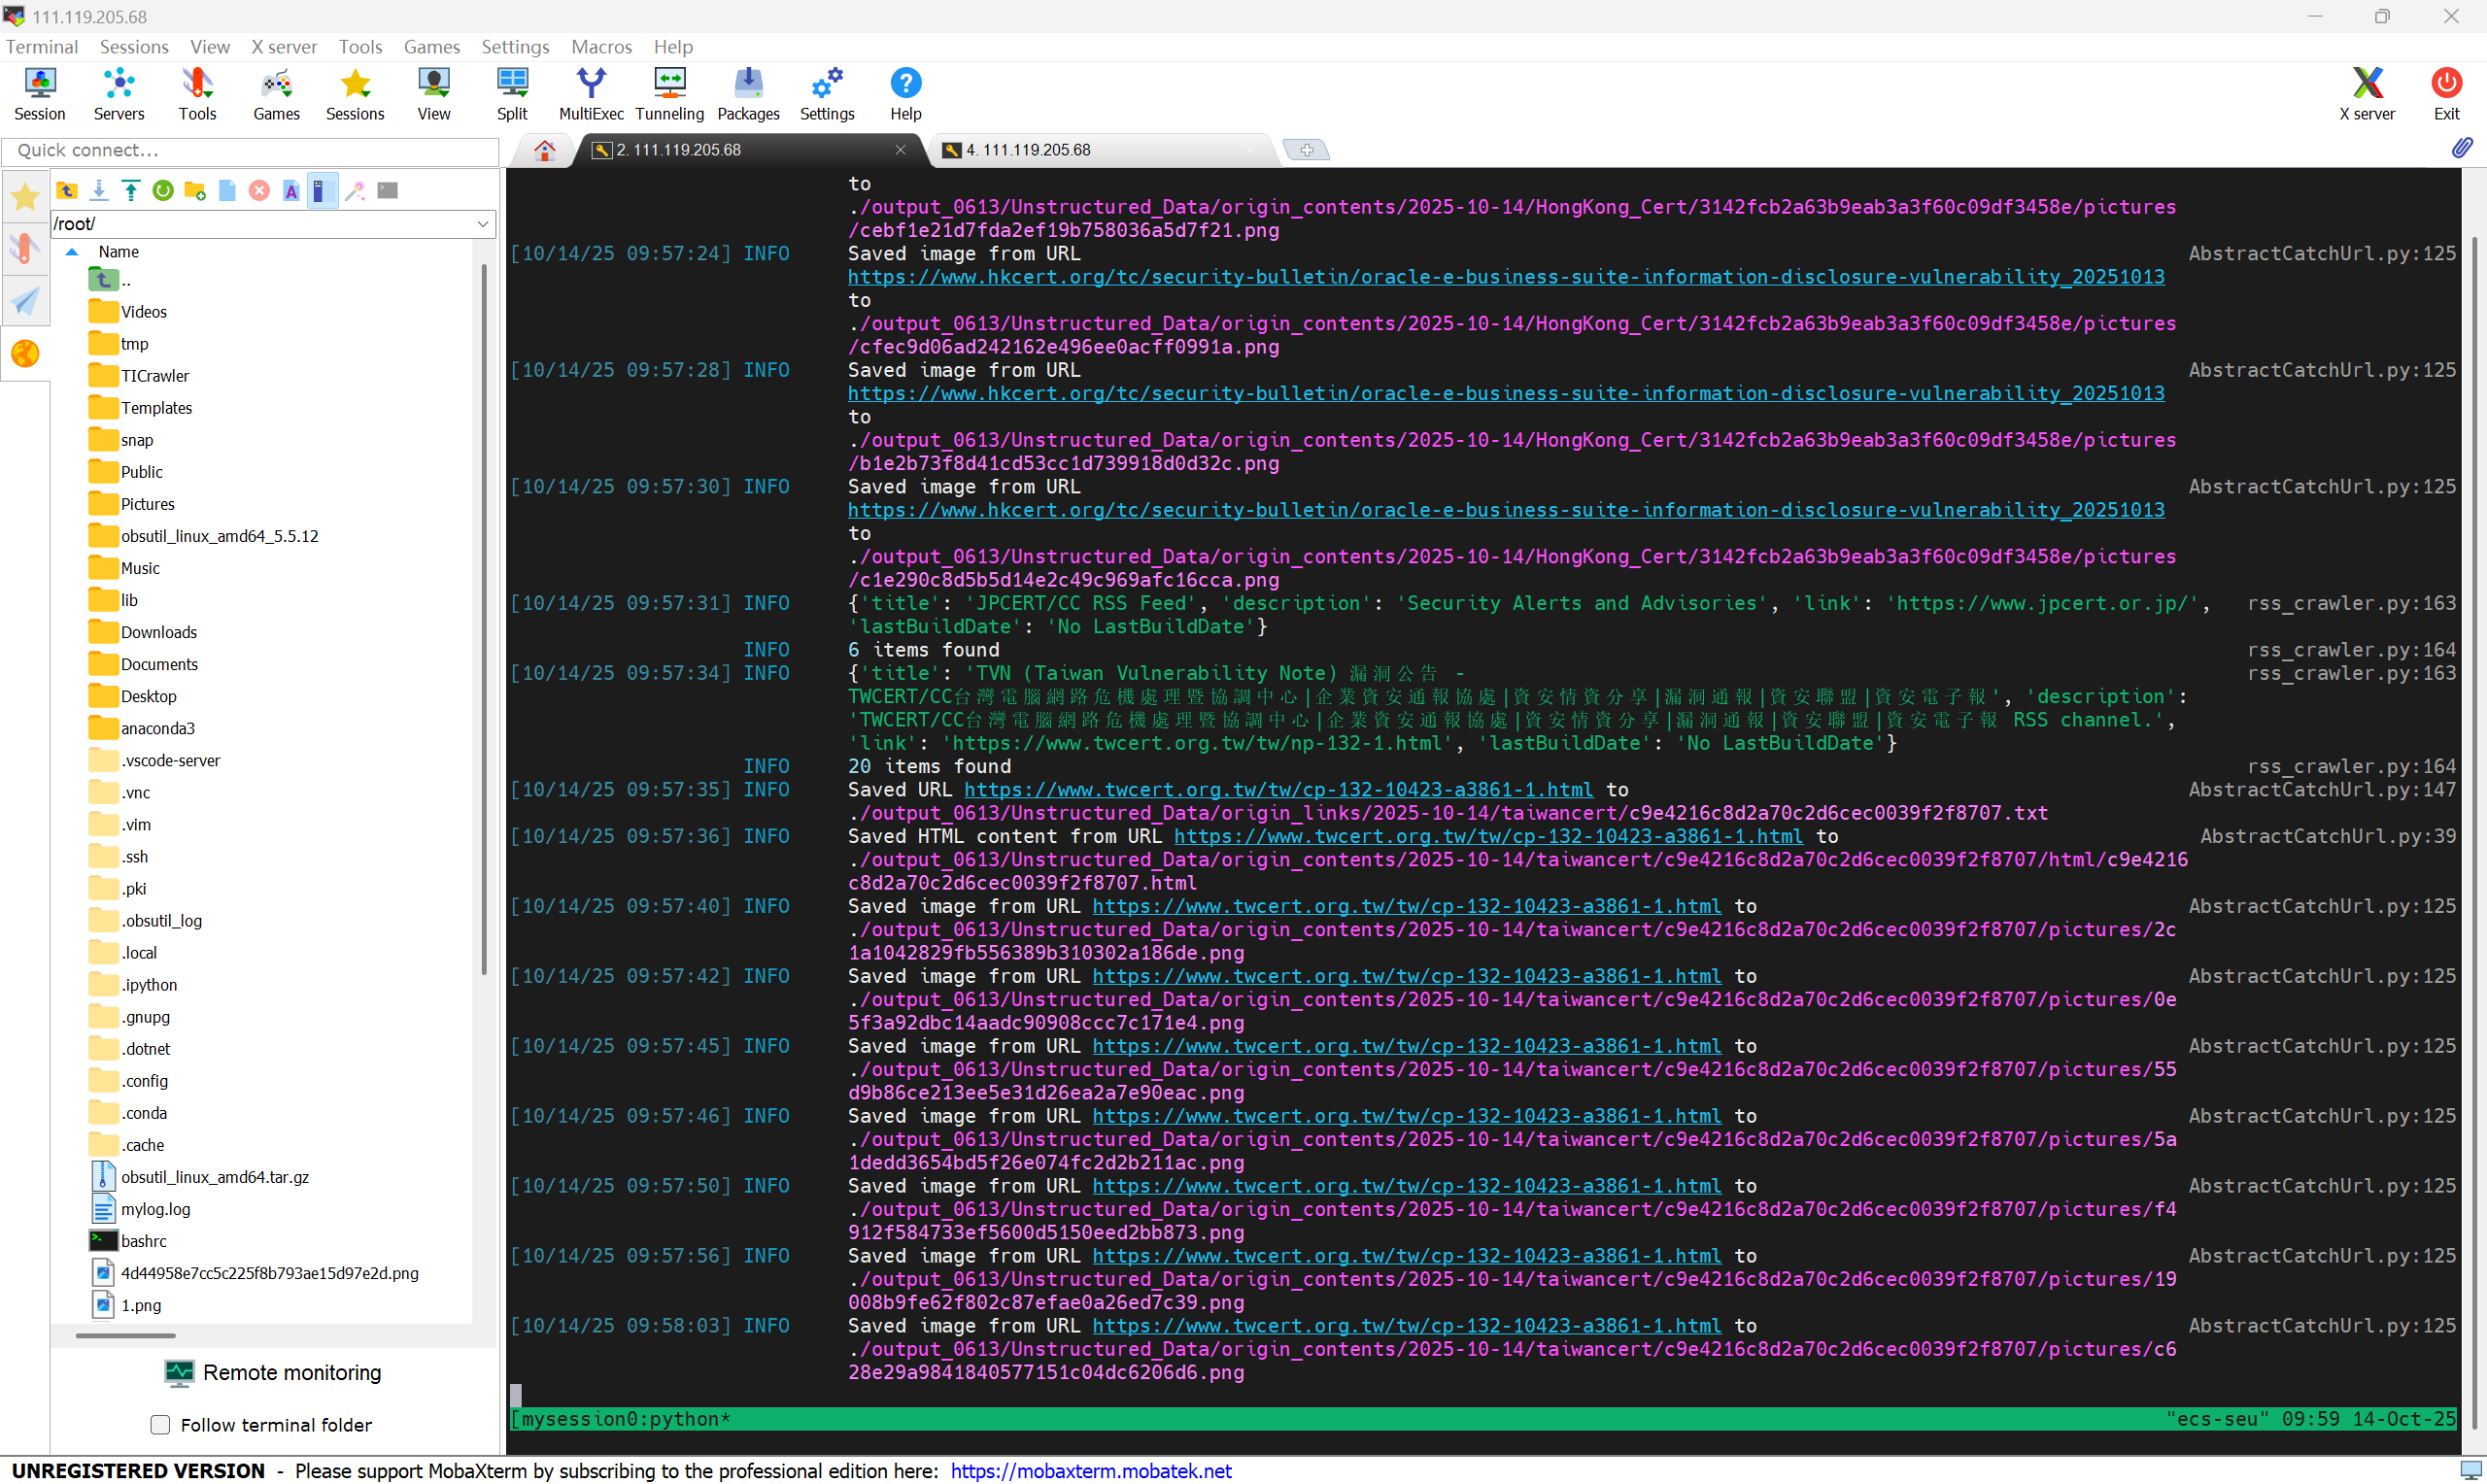 111.119.205.68
Terminal Sessions View X server Tools Games Settings Macros Help
Session Servers Tools Games Sessions View Split MultiExec Tunneling Packages Settings Help X server Exit
Quick connect...
2. 111.119.205.68
4. 111.119.205.68
/root/
Name
..
Videos
tmp
TICrawler
Templates
snap
Public
Pictures
obsutil_linux_amd64_5.5.12
Music
lib
Downloads
Documents
Desktop
anaconda3
.vscode-server
.vnc
.vim
.ssh
.pki
.obsutil_log
.local
.ipython
.gnupg
.dotnet
.config
.conda
.cache
obsutil_linux_amd64.tar.gz
mylog.log
bashrc
4d44958e7cc5c225f8b793ae15d97e2d.png
1.png
Remote monitoring
Follow terminal folder
to
./output_0613/Unstructured_Data/origin_contents/2025-10-14/HongKong_Cert/3142fcb2a63b9eab3a3f60c09df3458e/pictures
/cebf1e21d7fda2ef19b758036a5d7f21.png
[10/14/25 09:57:24] INFO Saved image from URL AbstractCatchUrl.py:125
https://www.hkcert.org/tc/security-bulletin/oracle-e-business-suite-information-disclosure-vulnerability_20251013
to
./output_0613/Unstructured_Data/origin_contents/2025-10-14/HongKong_Cert/3142fcb2a63b9eab3a3f60c09df3458e/pictures
/cfec9d06ad242162e496ee0acff0991a.png
[10/14/25 09:57:28] INFO Saved image from URL AbstractCatchUrl.py:125
https://www.hkcert.org/tc/security-bulletin/oracle-e-business-suite-information-disclosure-vulnerability_20251013
to
./output_0613/Unstructured_Data/origin_contents/2025-10-14/HongKong_Cert/3142fcb2a63b9eab3a3f60c09df3458e/pictures
/b1e2b73f8d41cd53cc1d739918d0d32c.png
[10/14/25 09:57:30] INFO Saved image from URL AbstractCatchUrl.py:125
https://www.hkcert.org/tc/security-bulletin/oracle-e-business-suite-information-disclosure-vulnerability_20251013
to
./output_0613/Unstructured_Data/origin_contents/2025-10-14/HongKong_Cert/3142fcb2a63b9eab3a3f60c09df3458e/pictures
/c1e290c8d5b5d14e2c49c969afc16cca.png
[10/14/25 09:57:31] INFO {'title': 'JPCERT/CC RSS Feed', 'description': 'Security Alerts and Advisories', 'link': 'https://www.jpcert.or.jp/', rss_crawler.py:163
'lastBuildDate': 'No LastBuildDate'}
INFO 6 items found rss_crawler.py:164
[10/14/25 09:57:34] INFO {'title': 'TVN (Taiwan Vulnerability Note) 漏洞公告 - rss_crawler.py:163
TWCERT/CC台灣電腦網路危機處理暨協調中心|企業資安通報協處|資安情資分享|漏洞通報|資安聯盟|資安電子報', 'description':
'TWCERT/CC台灣電腦網路危機處理暨協調中心|企業資安通報協處|資安情資分享|漏洞通報|資安聯盟|資安電子報 RSS channel.',
'link': 'https://www.twcert.org.tw/tw/np-132-1.html', 'lastBuildDate': 'No LastBuildDate'}
INFO 20 items found rss_crawler.py:164
[10/14/25 09:57:35] INFO Saved URL https://www.twcert.org.tw/tw/cp-132-10423-a3861-1.html to AbstractCatchUrl.py:147
./output_0613/Unstructured_Data/origin_links/2025-10-14/taiwancert/c9e4216c8d2a70c2d6cec0039f2f8707.txt
[10/14/25 09:57:36] INFO Saved HTML content from URL https://www.twcert.org.tw/tw/cp-132-10423-a3861-1.html to AbstractCatchUrl.py:39
./output_0613/Unstructured_Data/origin_contents/2025-10-14/taiwancert/c9e4216c8d2a70c2d6cec0039f2f8707/html/c9e4216
c8d2a70c2d6cec0039f2f8707.html
[10/14/25 09:57:40] INFO Saved image from URL https://www.twcert.org.tw/tw/cp-132-10423-a3861-1.html to AbstractCatchUrl.py:125
./output_0613/Unstructured_Data/origin_contents/2025-10-14/taiwancert/c9e4216c8d2a70c2d6cec0039f2f8707/pictures/2c
1a1042829fb556389b310302a186de.png
[10/14/25 09:57:42] INFO Saved image from URL https://www.twcert.org.tw/tw/cp-132-10423-a3861-1.html to AbstractCatchUrl.py:125
./output_0613/Unstructured_Data/origin_contents/2025-10-14/taiwancert/c9e4216c8d2a70c2d6cec0039f2f8707/pictures/0e
5f3a92dbc14aadc90908ccc7c171e4.png
[10/14/25 09:57:45] INFO Saved image from URL https://www.twcert.org.tw/tw/cp-132-10423-a3861-1.html to AbstractCatchUrl.py:125
./output_0613/Unstructured_Data/origin_contents/2025-10-14/taiwancert/c9e4216c8d2a70c2d6cec0039f2f8707/pictures/55
d9b86ce213ee5e31d26ea2a7e90eac.png
[10/14/25 09:57:46] INFO Saved image from URL https://www.twcert.org.tw/tw/cp-132-10423-a3861-1.html to AbstractCatchUrl.py:125
./output_0613/Unstructured_Data/origin_contents/2025-10-14/taiwancert/c9e4216c8d2a70c2d6cec0039f2f8707/pictures/5a
1dedd3654bd5f26e074fc2d2b211ac.png
[10/14/25 09:57:50] INFO Saved image from URL https://www.twcert.org.tw/tw/cp-132-10423-a3861-1.html to AbstractCatchUrl.py:125
./output_0613/Unstructured_Data/origin_contents/2025-10-14/taiwancert/c9e4216c8d2a70c2d6cec0039f2f8707/pictures/f4
912f584733ef5600d5150eed2bb873.png
[10/14/25 09:57:56] INFO Saved image from URL https://www.twcert.org.tw/tw/cp-132-10423-a3861-1.html to AbstractCatchUrl.py:125
./output_0613/Unstructured_Data/origin_contents/2025-10-14/taiwancert/c9e4216c8d2a70c2d6cec0039f2f8707/pictures/19
008b9fe62f802c87efae0a26ed7c39.png
[10/14/25 09:58:03] INFO Saved image from URL https://www.twcert.org.tw/tw/cp-132-10423-a3861-1.html to AbstractCatchUrl.py:125
./output_0613/Unstructured_Data/origin_contents/2025-10-14/taiwancert/c9e4216c8d2a70c2d6cec0039f2f8707/pictures/c6
28e29a9841840577151c04dc6206d6.png
[mysession0:python* "ecs-seu" 09:59 14-Oct-25
UNREGISTERED VERSION - Please support MobaXterm by subscribing to the professional edition here: https://mobaxterm.mobatek.net